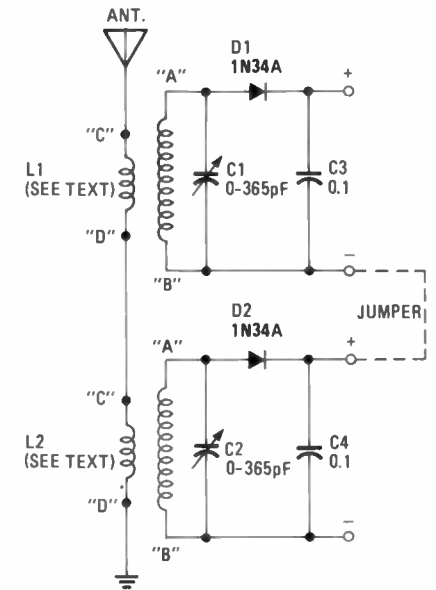 ANT.
D1
1N34A
"A"
+
"C"
L1
(SEE TEXT)
C1
0-365pF
C3
0.1
"D"
"B"
−
D2
1N34A
JUMPER
"A"
+
"C"
L2
(SEE TEXT)
C2
0-365pF
C4
0.1
"D"
"B"
−